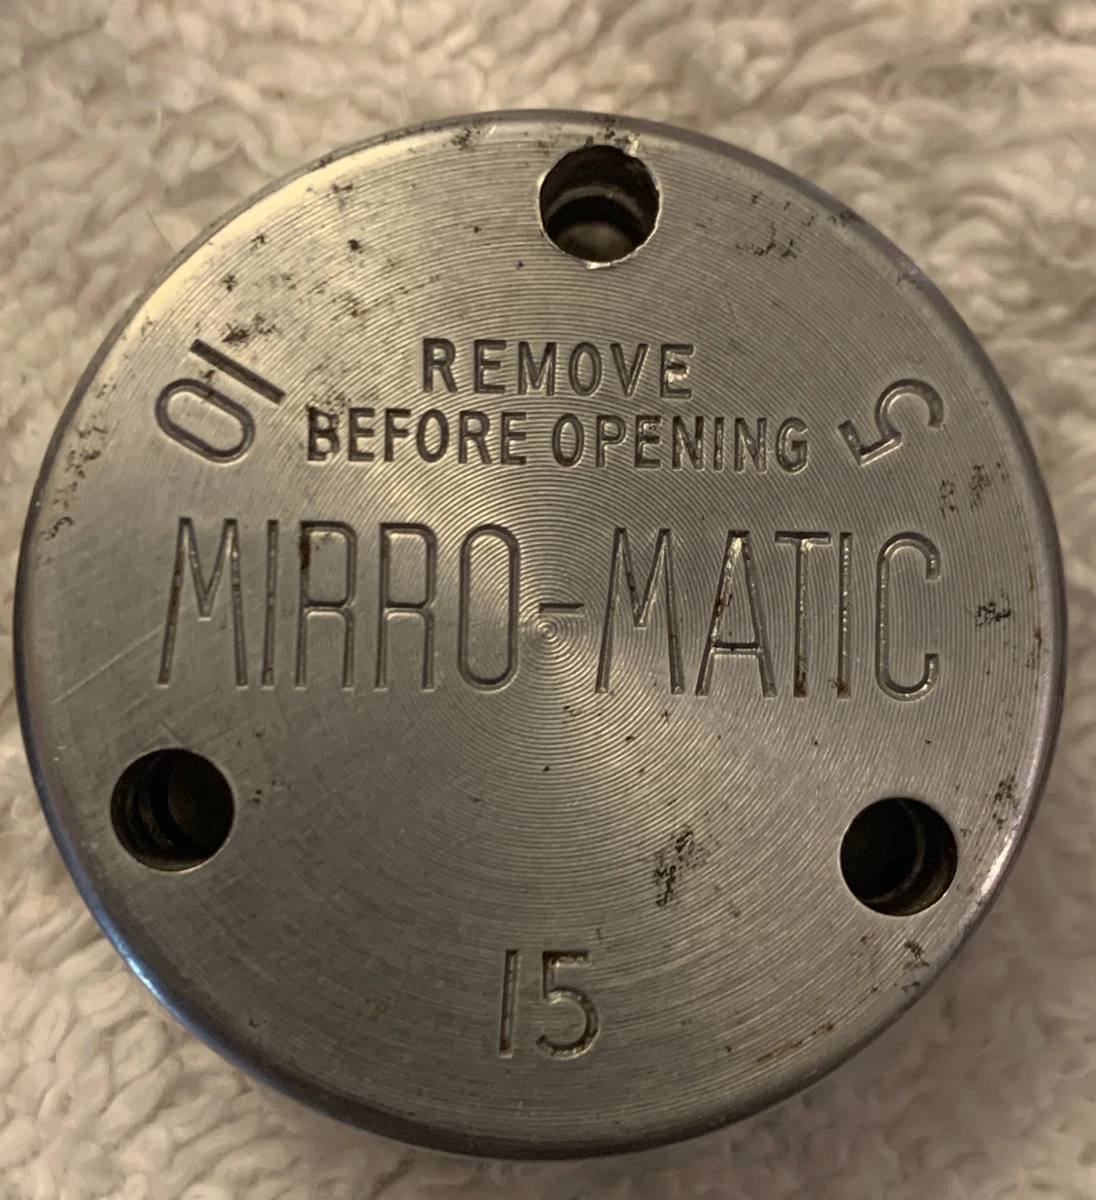 REMOVE
BEFORE OPENING
10
5
MIRRO-MATIC
15